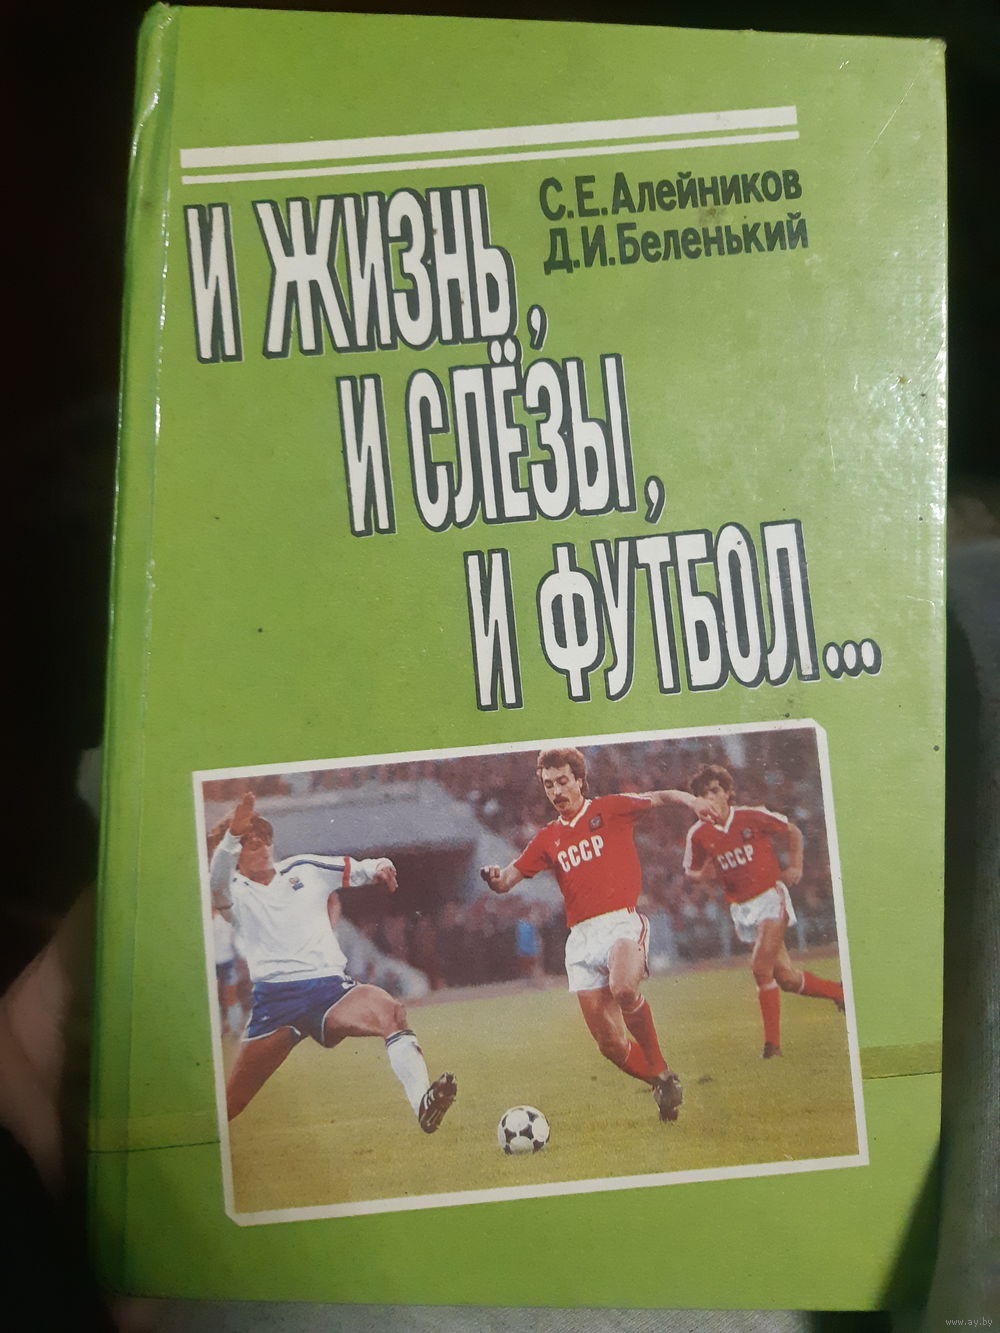 С.Е.Алейников
Д.И.Беленький
И ЖИЗНЬ,
И СЛЁЗЫ,
И ФУТБОЛ...
СССР
СССР
www.ay.by